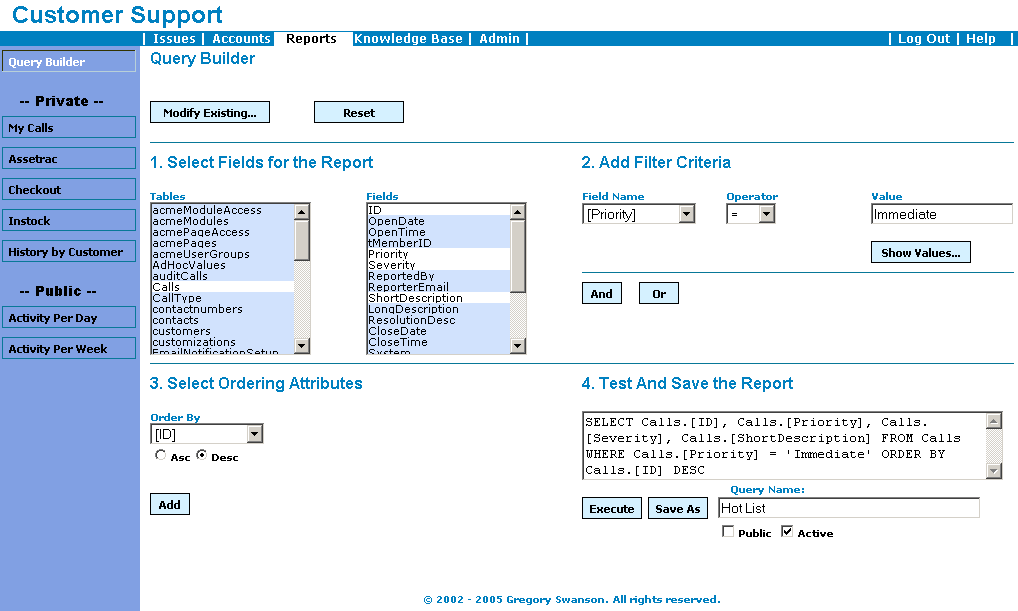 Customer Support
| Issues | Accounts Reports Knowledge Base | Admin | | Log Out | Help |
Query Builder
-- Private --
My Calls
Assetrac
Checkout
Instock
History by Customer
-- Public --
Activity Per Day
Activity Per Week
Query Builder
Modify Existing...
Reset
1. Select Fields for the Report
Tables
acmeModuleAccess
acmeModules
acmePageAccess
acmePages
acmeUserGroups
AdHocValues
auditCalls
Calls
CallType
contactnumbers
contacts
customers
customizations
EmailNotificationSetup
Fields
ID
OpenDate
OpenTime
tMemberID
Priority
Severity
ReportedBy
ReporterEmail
ShortDescription
LongDescription
ResolutionDesc
CloseDate
CloseTime
System
2. Add Filter Criteria
Field Name
[Priority]
Operator
=
Value
Immediate
Show Values...
And
Or
3. Select Ordering Attributes
Order By
[ID]
Asc Desc
Add
4. Test And Save the Report
SELECT Calls.[ID], Calls.[Priority], Calls.
[Severity], Calls.[ShortDescription] FROM Calls
WHERE Calls.[Priority] = 'Immediate' ORDER BY
Calls.[ID] DESC
Query Name:
Execute
Save As
Hot List
Public Active
© 2002 - 2005 Gregory Swanson. All rights reserved.